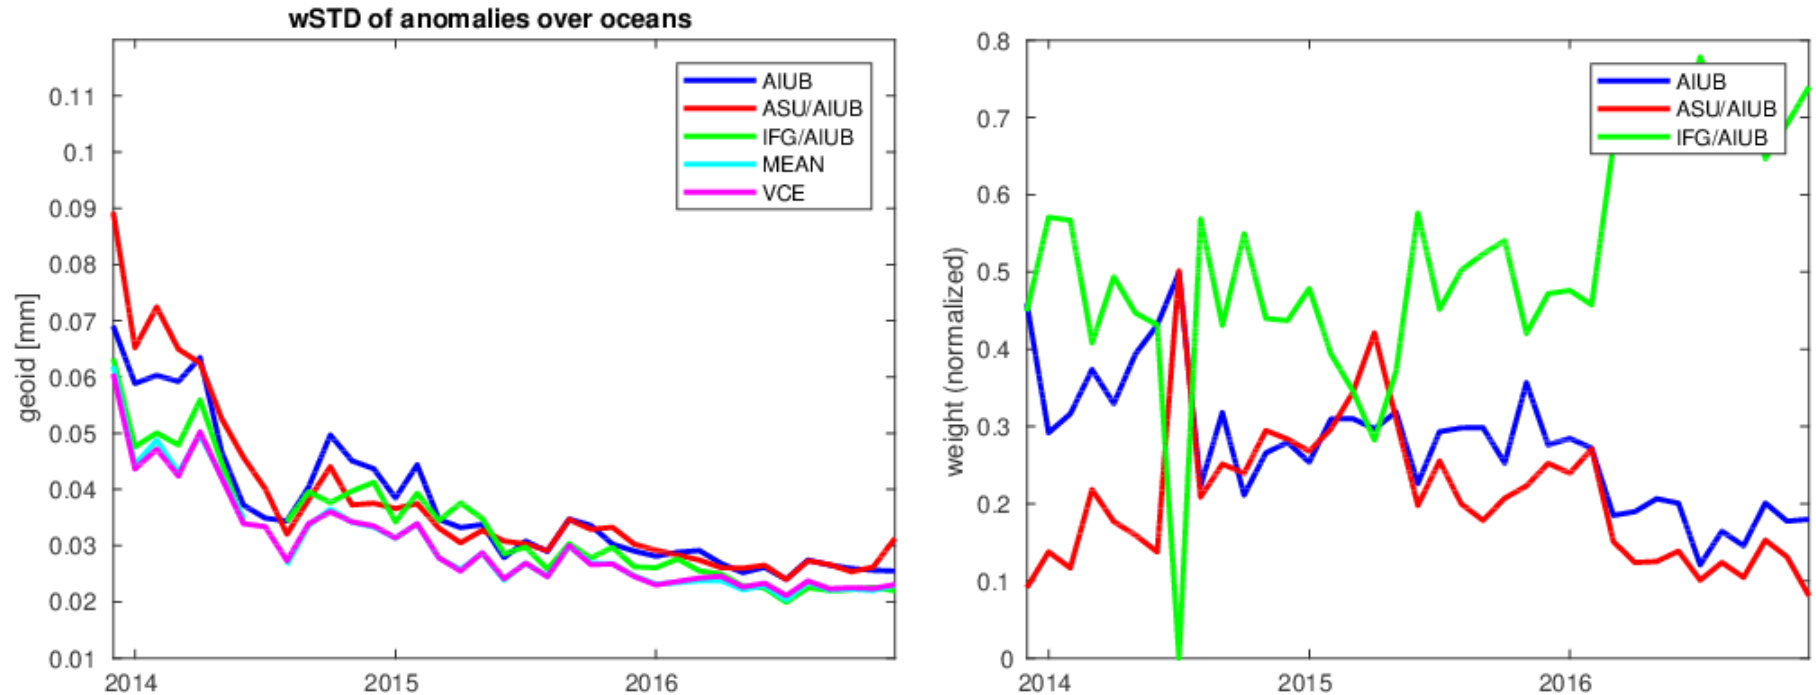 wSTD of anomalies over oceans
geoid [mm]
0.11
0.1
0.09
0.08
0.07
0.06
0.05
0.04
0.03
0.02
0.01
2014
2015
2016
AIUB
ASU/AIUB
IFG/AIUB
MEAN
VCE
weight (normalized)
0.8
0.7
0.6
0.5
0.4
0.3
0.2
0.1
0
2014
2015
2016
AIUB
ASU/AIUB
IFG/AIUB